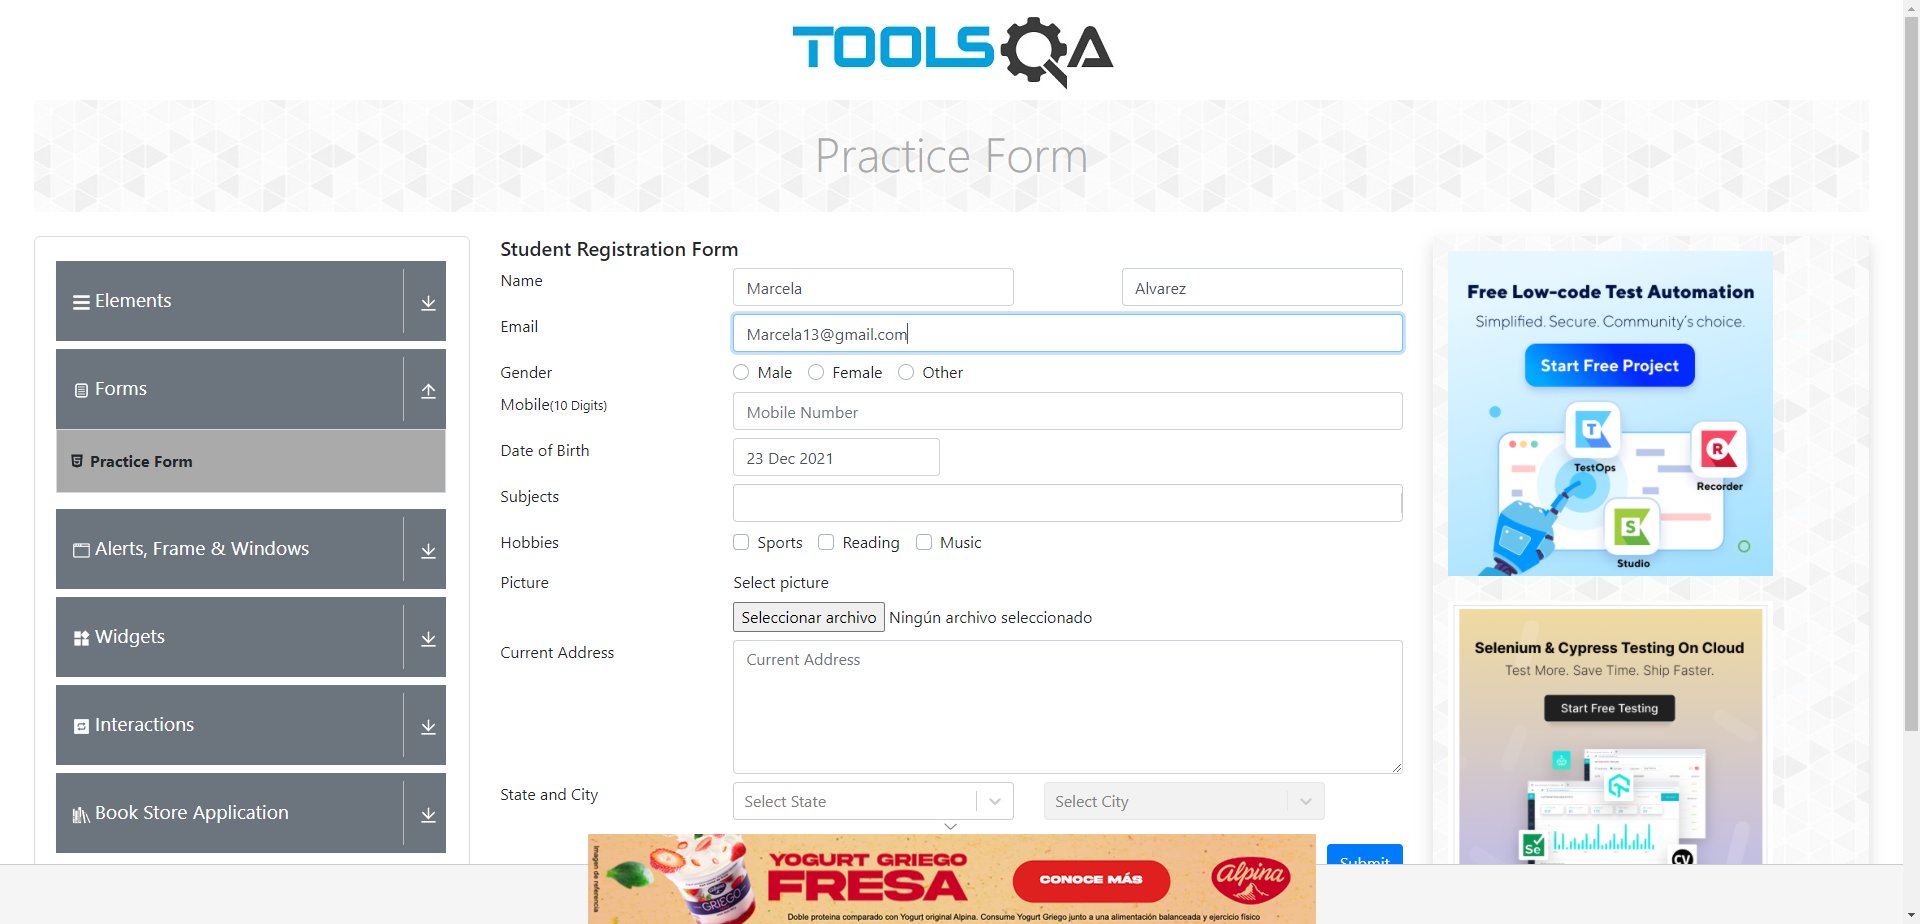 TOOLSQA
Practice Form
Elements
Forms
Practice Form
Alerts, Frame & Windows
Widgets
Interactions
Book Store Application
Student Registration Form
Name
Marcela
Alvarez
Email
Marcela13@gmail.com
Gender
Male
Female
Other
Mobile(10 Digits)
Mobile Number
Date of Birth
23 Dec 2021
Subjects
Hobbies
Sports
Reading
Music
Picture
Select picture
Seleccionar archivo
Ningún archivo seleccionado
Current Address
Current Address
State and City
Select State
Select City
Submit
Free Low-code Test Automation
Simplified. Secure. Community's choice.
Start Free Project
T
TestOps
R
Recorder
S
Studio
Selenium & Cypress Testing On Cloud
Test More. Save Time. Ship Faster.
Start Free Testing
Se
CV
Imagen de referencia
Alpina
GRIEGO
YOGURT GRIEGO
FRESA
CONOCE MÁS
Alpina
Doble proteina comparado con Yogurt original Alpina. Consume Yogurt Griego junto a una alimentación balanceada y ejercicio físico